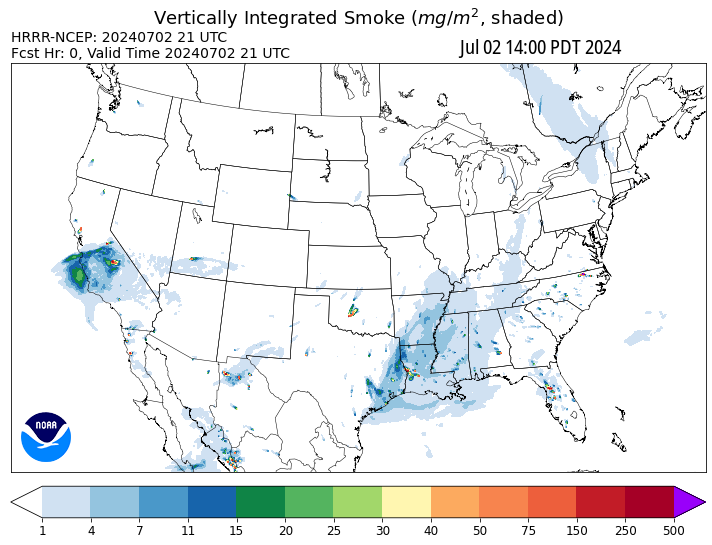 Vertically Integrated Smoke (mg/m², shaded)
HRRR-NCEP: 20240702 21 UTC
Fcst Hr: 0, Valid Time 20240702 21 UTC
Jul 02 14:00 PDT 2024
NOAA
1 4 7 11 15 20 25 30 40 50 75 150 250 500